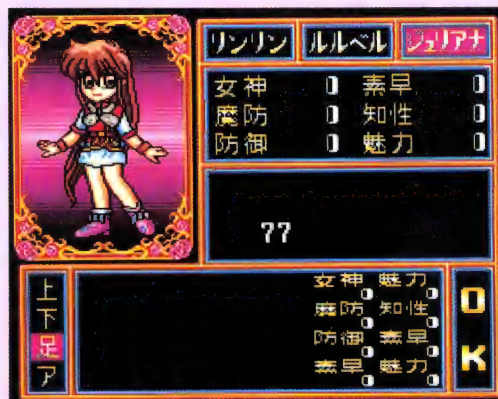 リンリン ルルベル ジュリアナ
女神 0 素早 0
魔防 0 知性 0
防御 0 魅力 0
77
上下足ア
女神 0 魅力 0
魔防 0 知性 0
防御 0 素早 0
素早 0 魅力 0
OK